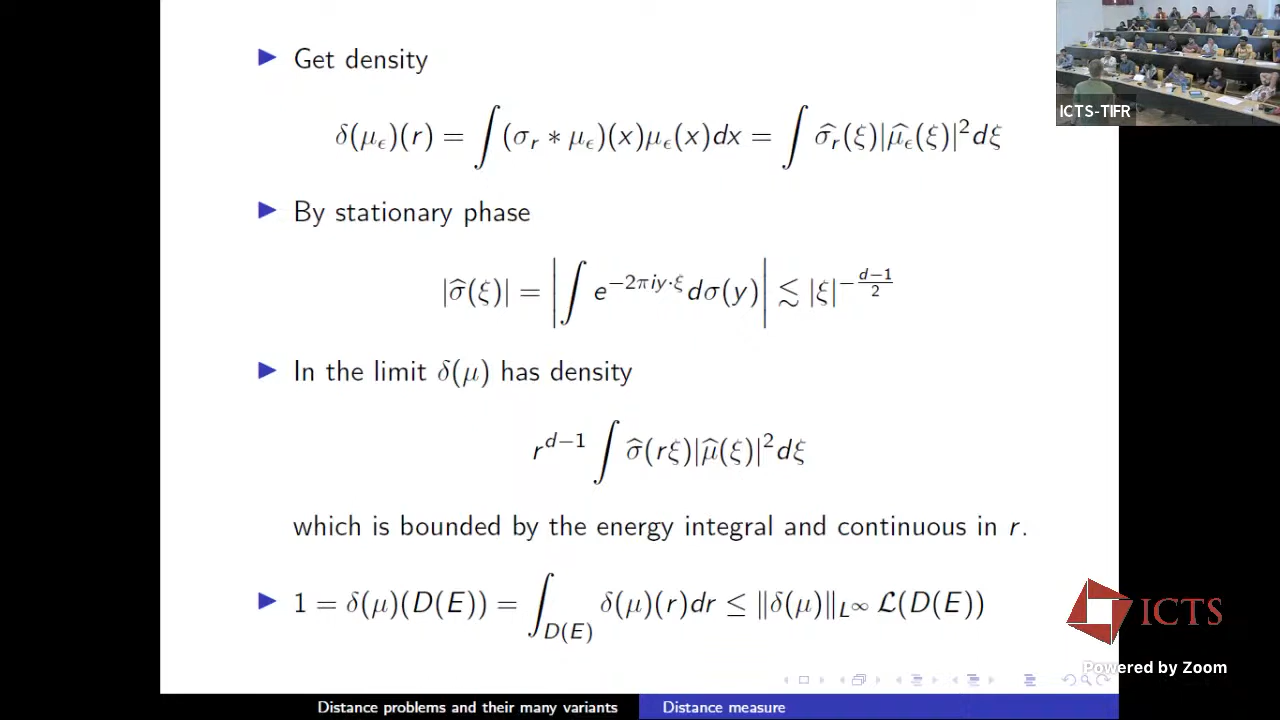 Get density
δ(μ_ϵ)(r) = ∫(σ_r ∗ μ_ϵ)(x)μ_ϵ(x)dx = ∫ σ̂_r(ξ)|μ̂_ϵ(ξ)|²dξ
ICTS-TIFR
By stationary phase
|σ̂(ξ)| = |∫ e^{−2πiy·ξ} dσ(y)| ≲ |ξ|^{−\frac{d−1}{2}}
In the limit δ(μ) has density
r^{d−1} ∫ σ̂(rξ)|μ̂(ξ)|²dξ
which is bounded by the energy integral and continuous in r.
1 = δ(μ)(D(E)) = ∫_{D(E)} δ(μ)(r)dr ≤ ‖δ(μ)‖_{L^∞} ℒ(D(E))
ICTS
Powered by Zoom
Distance problems and their many variants
Distance measure